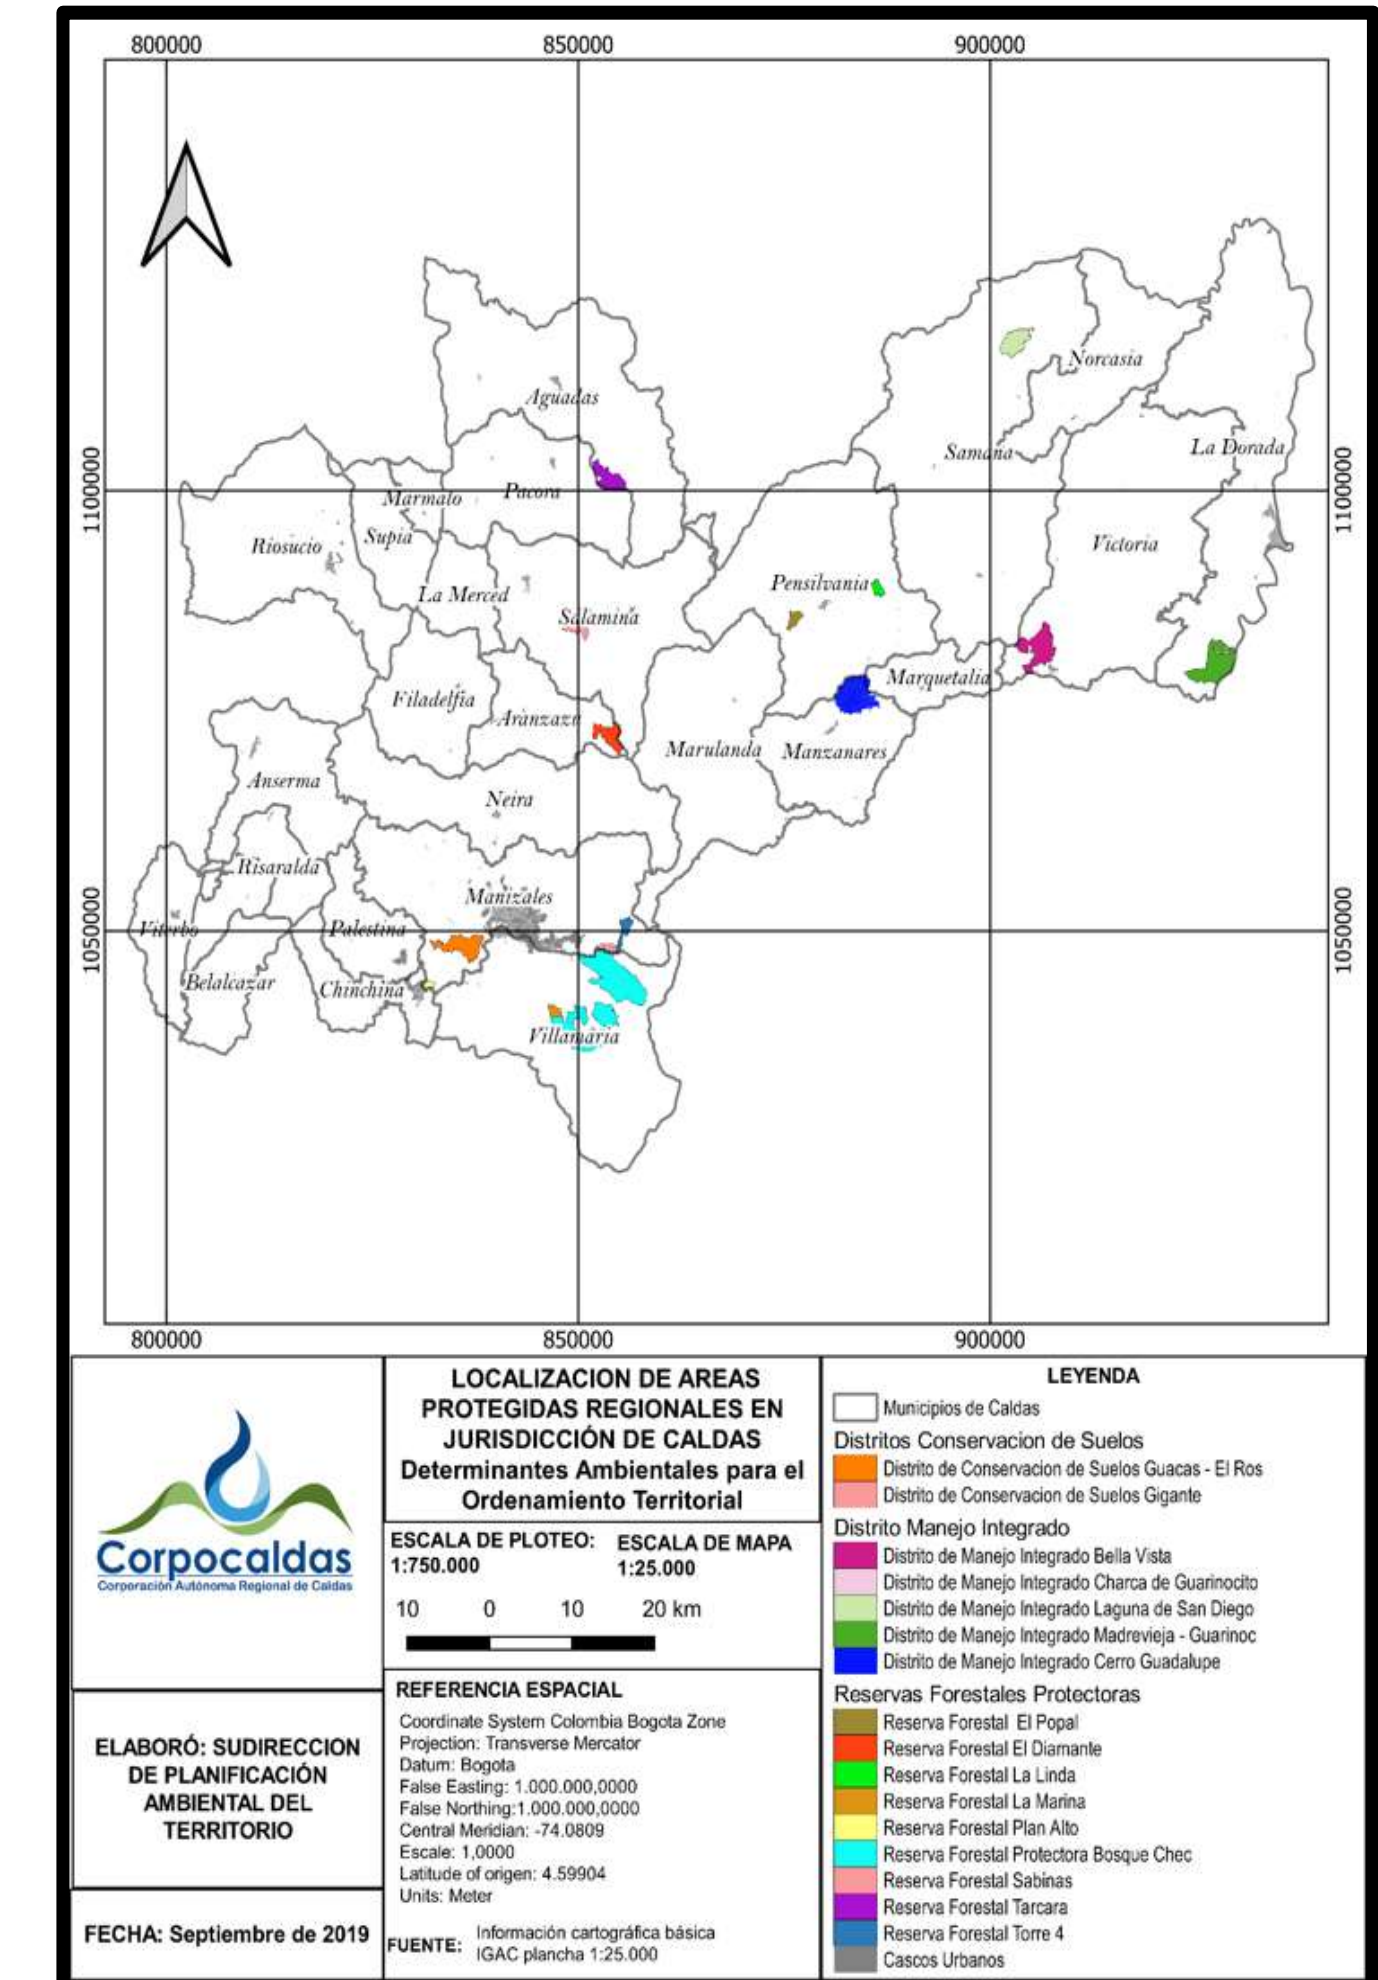 800000 850000 900000
1100000 1100000
1050000 1050000
Aguadas
Norcasia
Samana
La Dorada
Marmato
Pacora
Riosucio
Supia
Victoria
La Merced
Pensilvania
Salamina
Marquetalia
Filadelfia
Aranzazu
Marulanda
Manzanares
Anserma
Neira
Risaralda
Manizales
Viterbo
Palestina
Belalcazar
Chinchina
Villamaria
800000 850000 900000
Corpocaldas
Corporación Autónoma Regional de Caldas
ELABORÓ: SUDIRECCION
DE PLANIFICACIÓN
AMBIENTAL DEL
TERRITORIO
FECHA: Septiembre de 2019
LOCALIZACION DE AREAS
PROTEGIDAS REGIONALES EN
JURISDICCIÓN DE CALDAS
Determinantes Ambientales para el
Ordenamiento Territorial
ESCALA DE PLOTEO:
1:750.000
ESCALA DE MAPA
1:25.000
10 0 10 20 km
REFERENCIA ESPACIAL
Coordinate System Colombia Bogota Zone
Projection: Transverse Mercator
Datum: Bogota
False Easting: 1.000.000,0000
False Northing:1.000.000,0000
Central Meridian: -74.0809
Escale: 1,0000
Latitude of origen: 4.59904
Units: Meter
FUENTE:
Información cartográfica básica
IGAC plancha 1:25.000
LEYENDA
Municipios de Caldas
Distritos Conservacion de Suelos
Distrito de Conservacion de Suelos Guacas - El Ros
Distrito de Conservacion de Suelos Gigante
Distrito Manejo Integrado
Distrito de Manejo Integrado Bella Vista
Distrito de Manejo Integrado Charca de Guarinocito
Distrito de Manejo Integrado Laguna de San Diego
Distrito de Manejo Integrado Madrevieja - Guarinoc
Distrito de Manejo Integrado Cerro Guadalupe
Reservas Forestales Protectoras
Reserva Forestal El Popal
Reserva Forestal El Diamante
Reserva Forestal La Linda
Reserva Forestal La Marina
Reserva Forestal Plan Alto
Reserva Forestal Protectora Bosque Chec
Reserva Forestal Sabinas
Reserva Forestal Tarcara
Reserva Forestal Torre 4
Cascos Urbanos